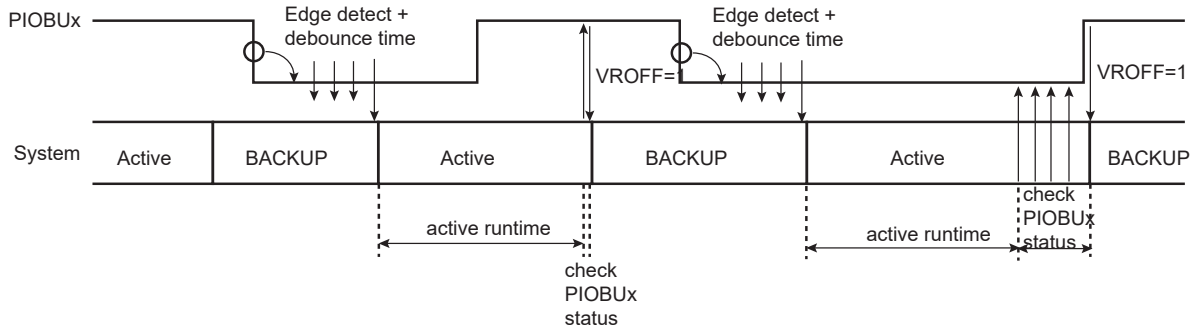 PIOBUx
Edge detect +
debounce time
VROFF=1
Edge detect +
debounce time
VROFF=1
System
Active
BACKUP
Active
BACKUP
Active
BACKUP
active runtime
check
PIOBUx
status
active runtime
check
PIOBUx
status